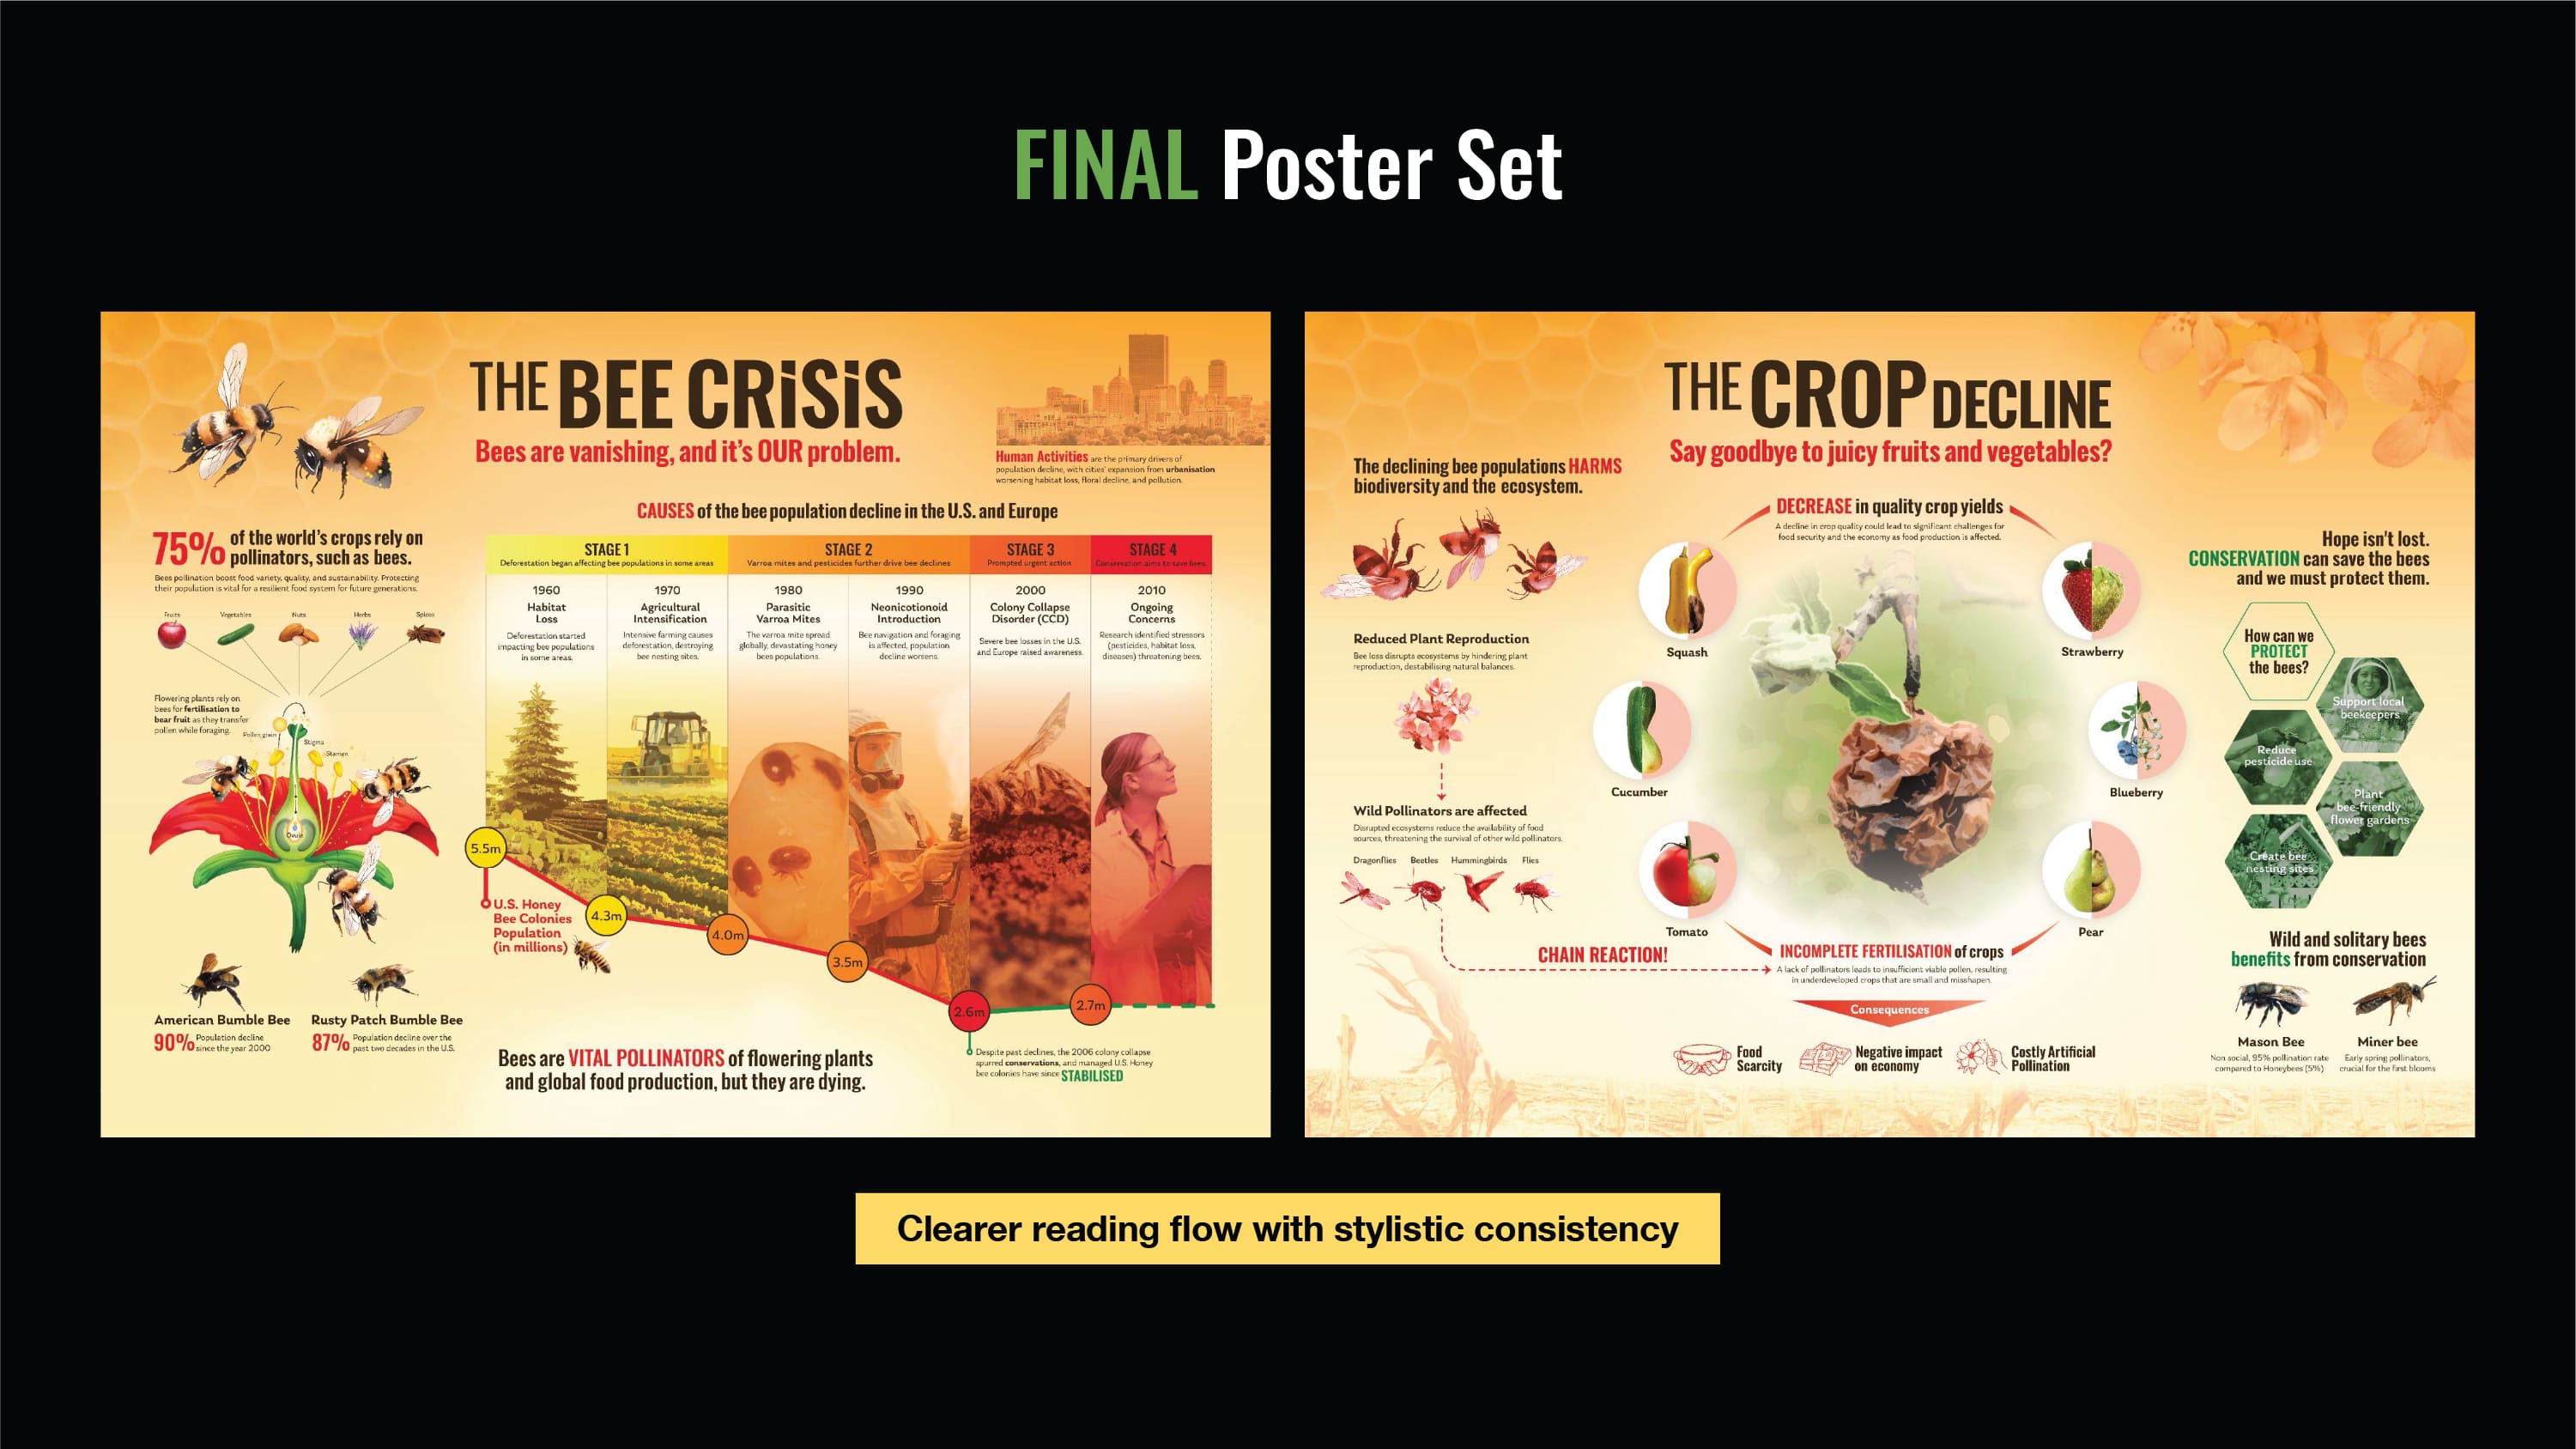 FINAL Poster Set
THE BEE CRiSiS
Bees are vanishing, and it's OUR problem.
Human Activities are the primary drivers of
population decline, with cities' expansion from urbanisation
worsening habitat loss, floral decline, and pollution.
75% of the world's crops rely on
pollinators, such as bees.
Bees pollination boost food variety, quality, and sustainability. Protecting
their population is vital for a resilient food system for future generations.
Fruits
Vegetables
Nuts
Herbs
Spices
Flowering plants rely on
bees for fertilisation to
bear fruit as they transfer
pollen while foraging.
Pollen grain
Stigma
Stamen
Ovule
American Bumble Bee
90% Population decline
since the year 2000
Rusty Patch Bumble Bee
87% Population decline over the
past two decades in the U.S.
CAUSES of the bee population decline in the U.S. and Europe
STAGE 1
Deforestation began affecting bee populations in some areas
STAGE 2
Varroa mites and pesticides further drive bee declines
STAGE 3
Prompted urgent action
STAGE 4
Conservation aims to save bees
1960
Habitat
Loss
Deforestation started
impacting bee populations
in some areas.
1970
Agricultural
Intensification
Intensive farming causes
deforestation, destroying
bee nesting sites.
1980
Parasitic
Varroa Mites
The varroa mite spread
globally, devastating honey
bees populations.
1990
Neonicotionoid
Introduction
Bee navigation and foraging
is affected, population
decline worsens.
2000
Colony Collapse
Disorder (CCD)
Severe bee losses in the U.S.
and Europe raised awareness.
2010
Ongoing
Concerns
Research identified stressors
(pesticides, habitat loss,
diseases) threatening bees.
5.5m
4.3m
4.0m
3.5m
2.6m
2.7m
U.S. Honey
Bee Colonies
Population
(in millions)
Despite past declines, the 2006 colony collapse
spurred conservations, and managed U.S. Honey
bee colonies have since STABILISED
Bees are VITAL POLLINATORS of flowering plants
and global food production, but they are dying.
THE CROP DECLINE
Say goodbye to juicy fruits and vegetables?
The declining bee populations HARMS
biodiversity and the ecosystem.
Reduced Plant Reproduction
Bee loss disrupts ecosystems by hindering plant
reproduction, destabilising natural balances.
Wild Pollinators are affected
Disrupted ecosystems reduce the availability of food
sources, threatening the survival of other wild pollinators.
Dragonflies
Beetles
Hummingbirds
Flies
CHAIN REACTION!
DECREASE in quality crop yields
A decline in crop quality could lead to significant challenges for
food security and the economy as food production is affected.
Squash
Strawberry
Cucumber
Blueberry
Tomato
Pear
INCOMPLETE FERTILISATION of crops
A lack of pollinators leads to insufficient viable pollen, resulting
in underdeveloped crops that are small and misshapen.
Consequences
Food
Scarcity
Negative impact
on economy
Costly Artificial
Pollination
Hope isn't lost.
CONSERVATION can save the bees
and we must protect them.
How can we
PROTECT
the bees?
Support local
beekeepers
Reduce
pesticide use
Plant
bee-friendly
flower gardens
Create bee
nesting sites
Wild and solitary bees
benefits from conservation
Mason Bee
Non social, 95% pollination rate
compared to Honeybees (5%)
Miner bee
Early spring pollinators,
crucial for the first blooms
Clearer reading flow with stylistic consistency